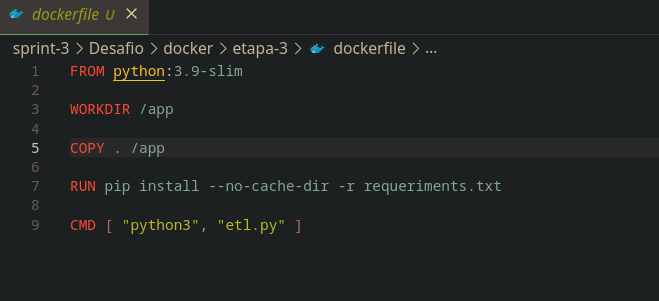 dockerfile U
sprint-3 > Desafio > docker > etapa-3 > dockerfile > ...
1 FROM python:3.9-slim
2
3 WORKDIR /app
4
5 COPY . /app
6
7 RUN pip install --no-cache-dir -r requeriments.txt
8
9 CMD [ "python3", "etl.py" ]